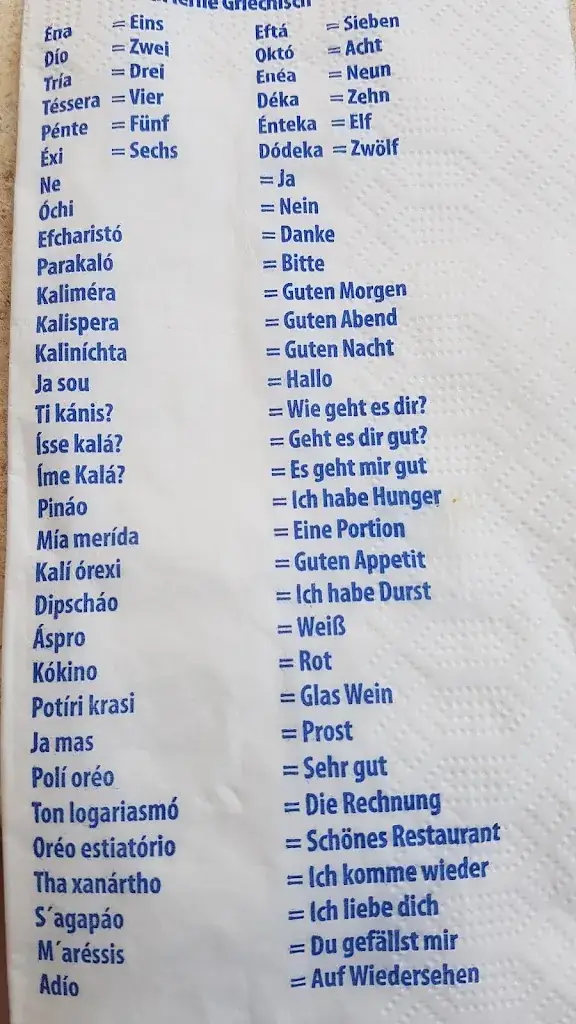 Griechisch
Éna = Eins Eftá = Sieben
Dío = Zwei Októ = Acht
Tría = Drei Enéa = Neun
Téssera = Vier Déka = Zehn
Pénte = Fünf Énteka = Elf
Éxi = Sechs Dódeka = Zwölf
Ne = Ja
Óchi = Nein
Efcharistó = Danke
Parakaló = Bitte
Kaliméra = Guten Morgen
Kalispera = Guten Abend
Kaliníchta = Guten Nacht
Ja sou = Hallo
Ti kánis? = Wie geht es dir?
Ísse kalá? = Geht es dir gut?
Íme Kalá? = Es geht mir gut
Pináo = Ich habe Hunger
Mía merída = Eine Portion
Kalí órexi = Guten Appetit
Dipscháo = Ich habe Durst
Áspro = Weiß
Kókino = Rot
Potíri krasi = Glas Wein
Ja mas = Prost
Polí oréo = Sehr gut
Ton logariasmó = Die Rechnung
Oréo estiatório = Schönes Restaurant
Tha xanártho = Ich komme wieder
S´agapáo = Ich liebe dich
M´aréssis = Du gefällst mir
Adío = Auf Wiedersehen